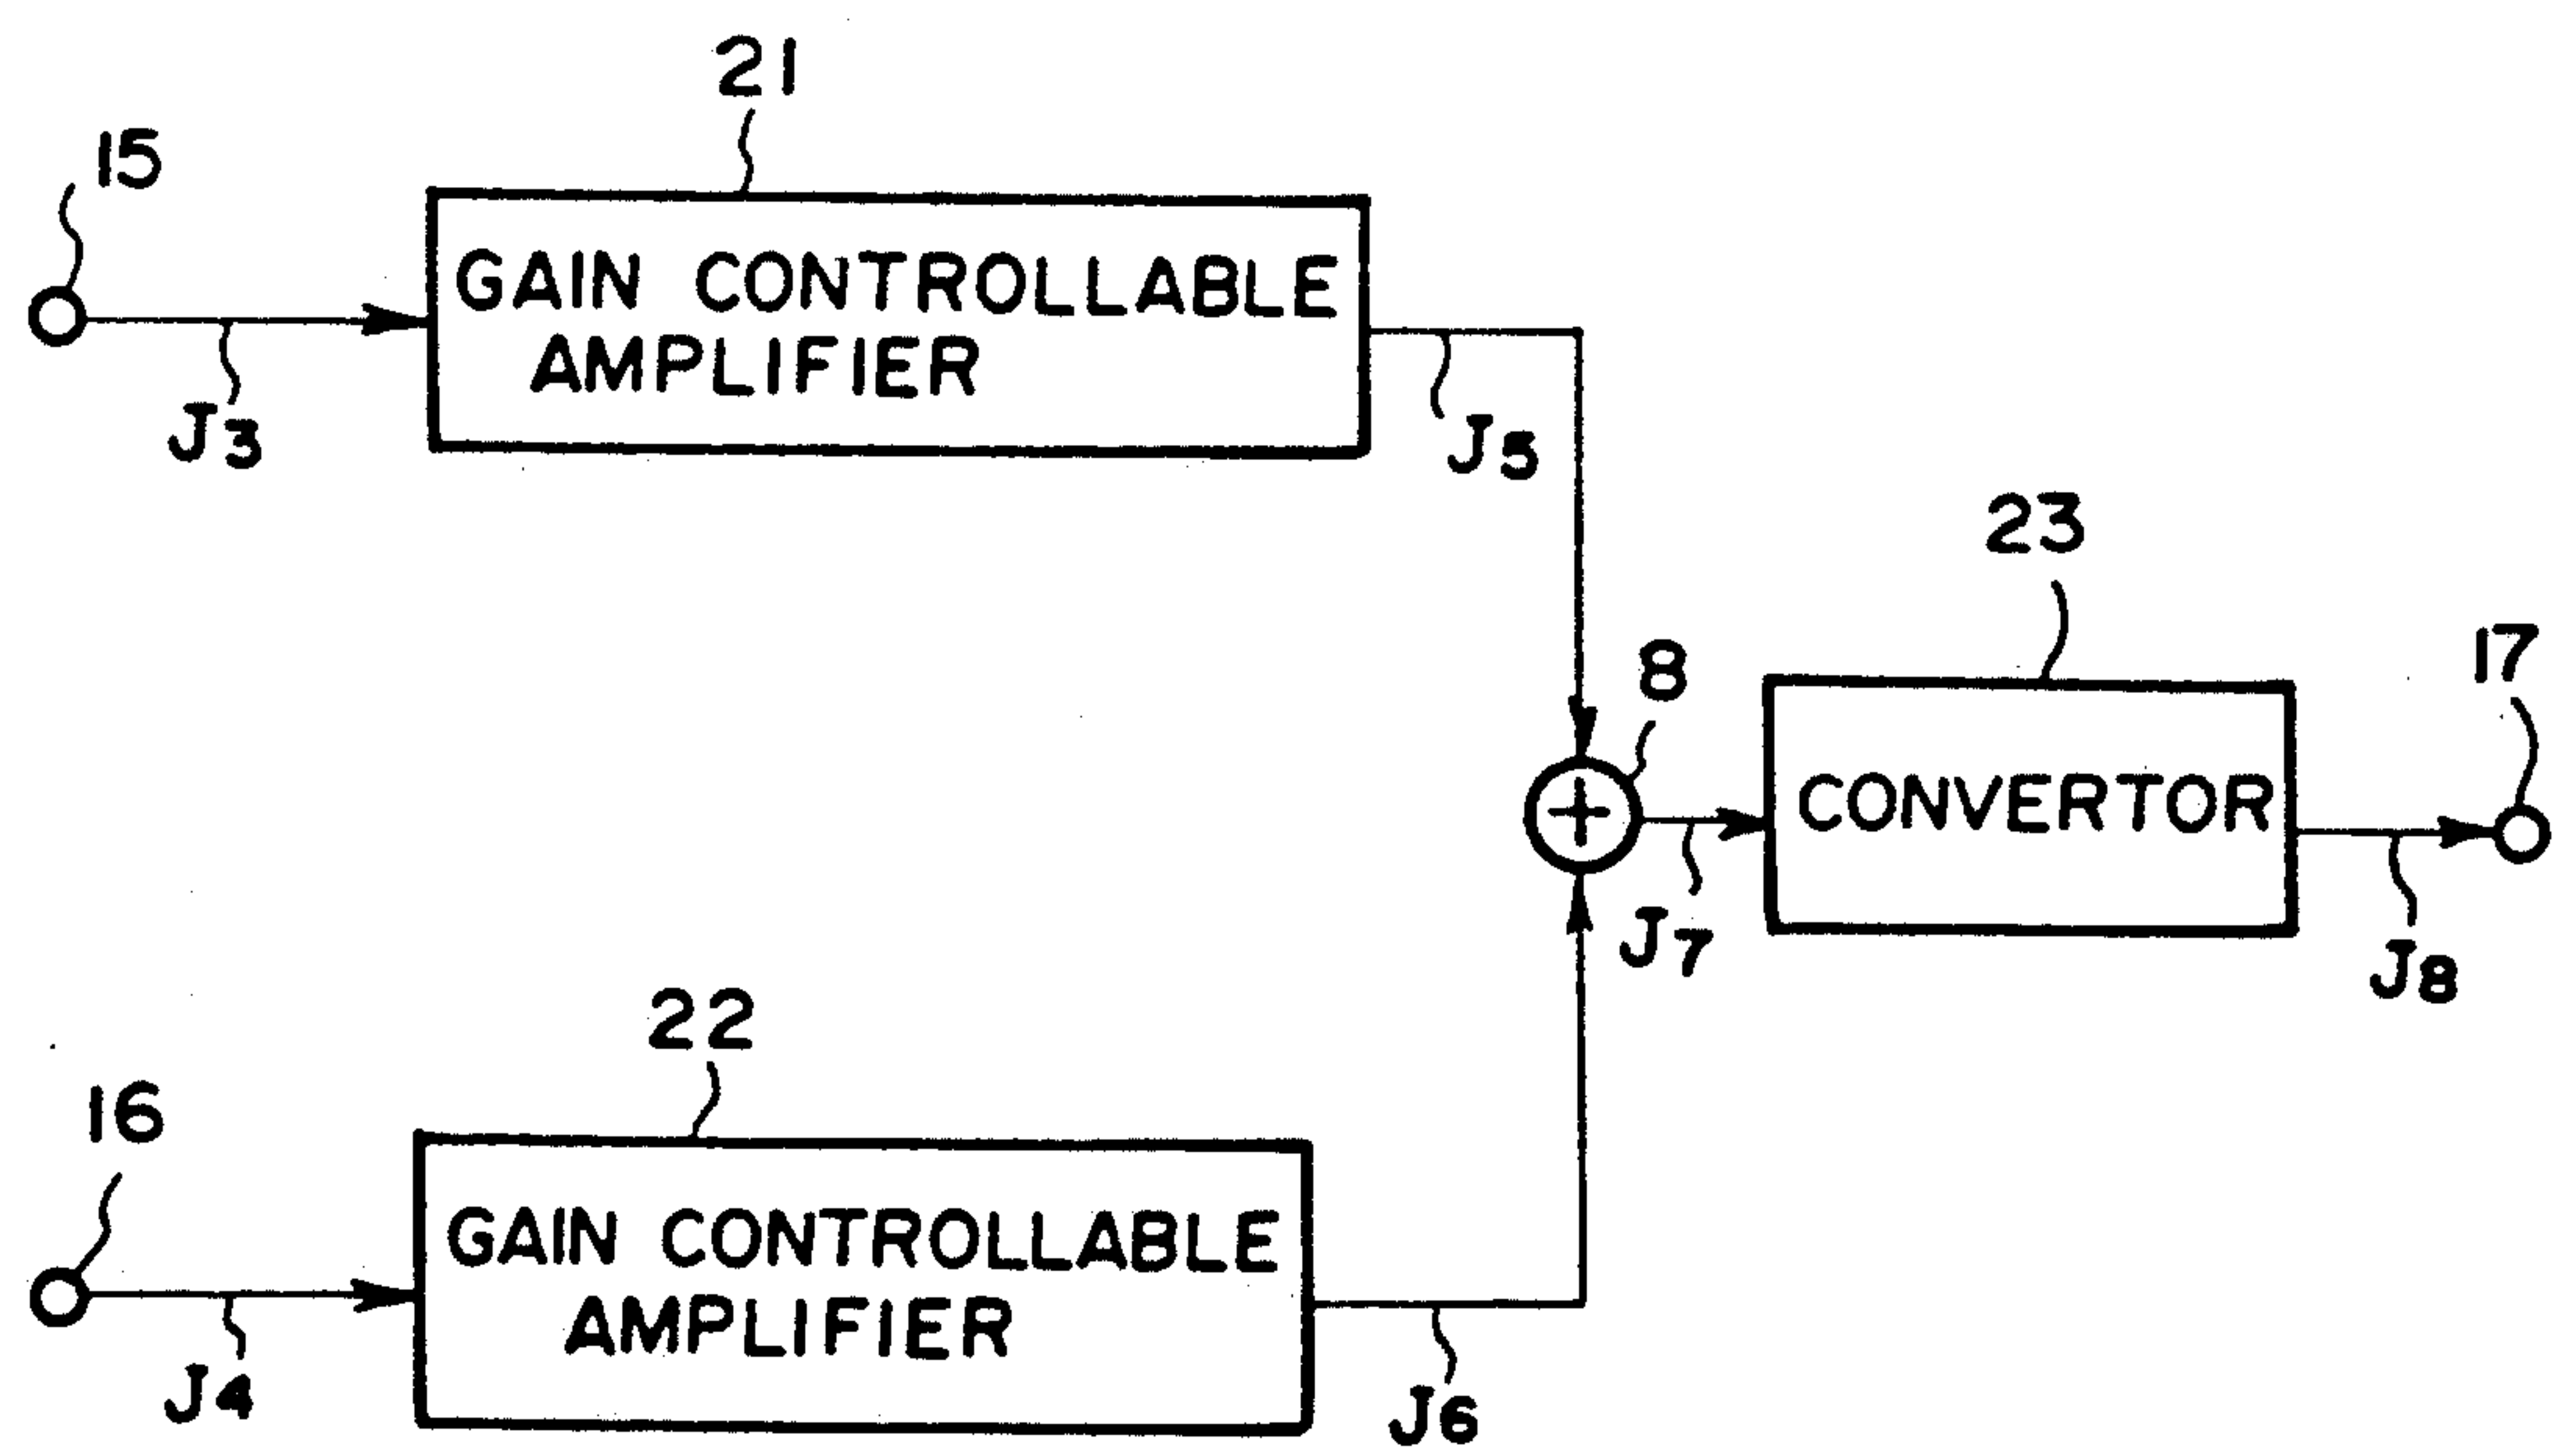 21
15
GAIN CONTROLLABLE
AMPLIFIER
J3
J5
23
17
8
CONVERTOR
J7
J8
22
16
GAIN CONTROLLABLE
AMPLIFIER
J4
J6